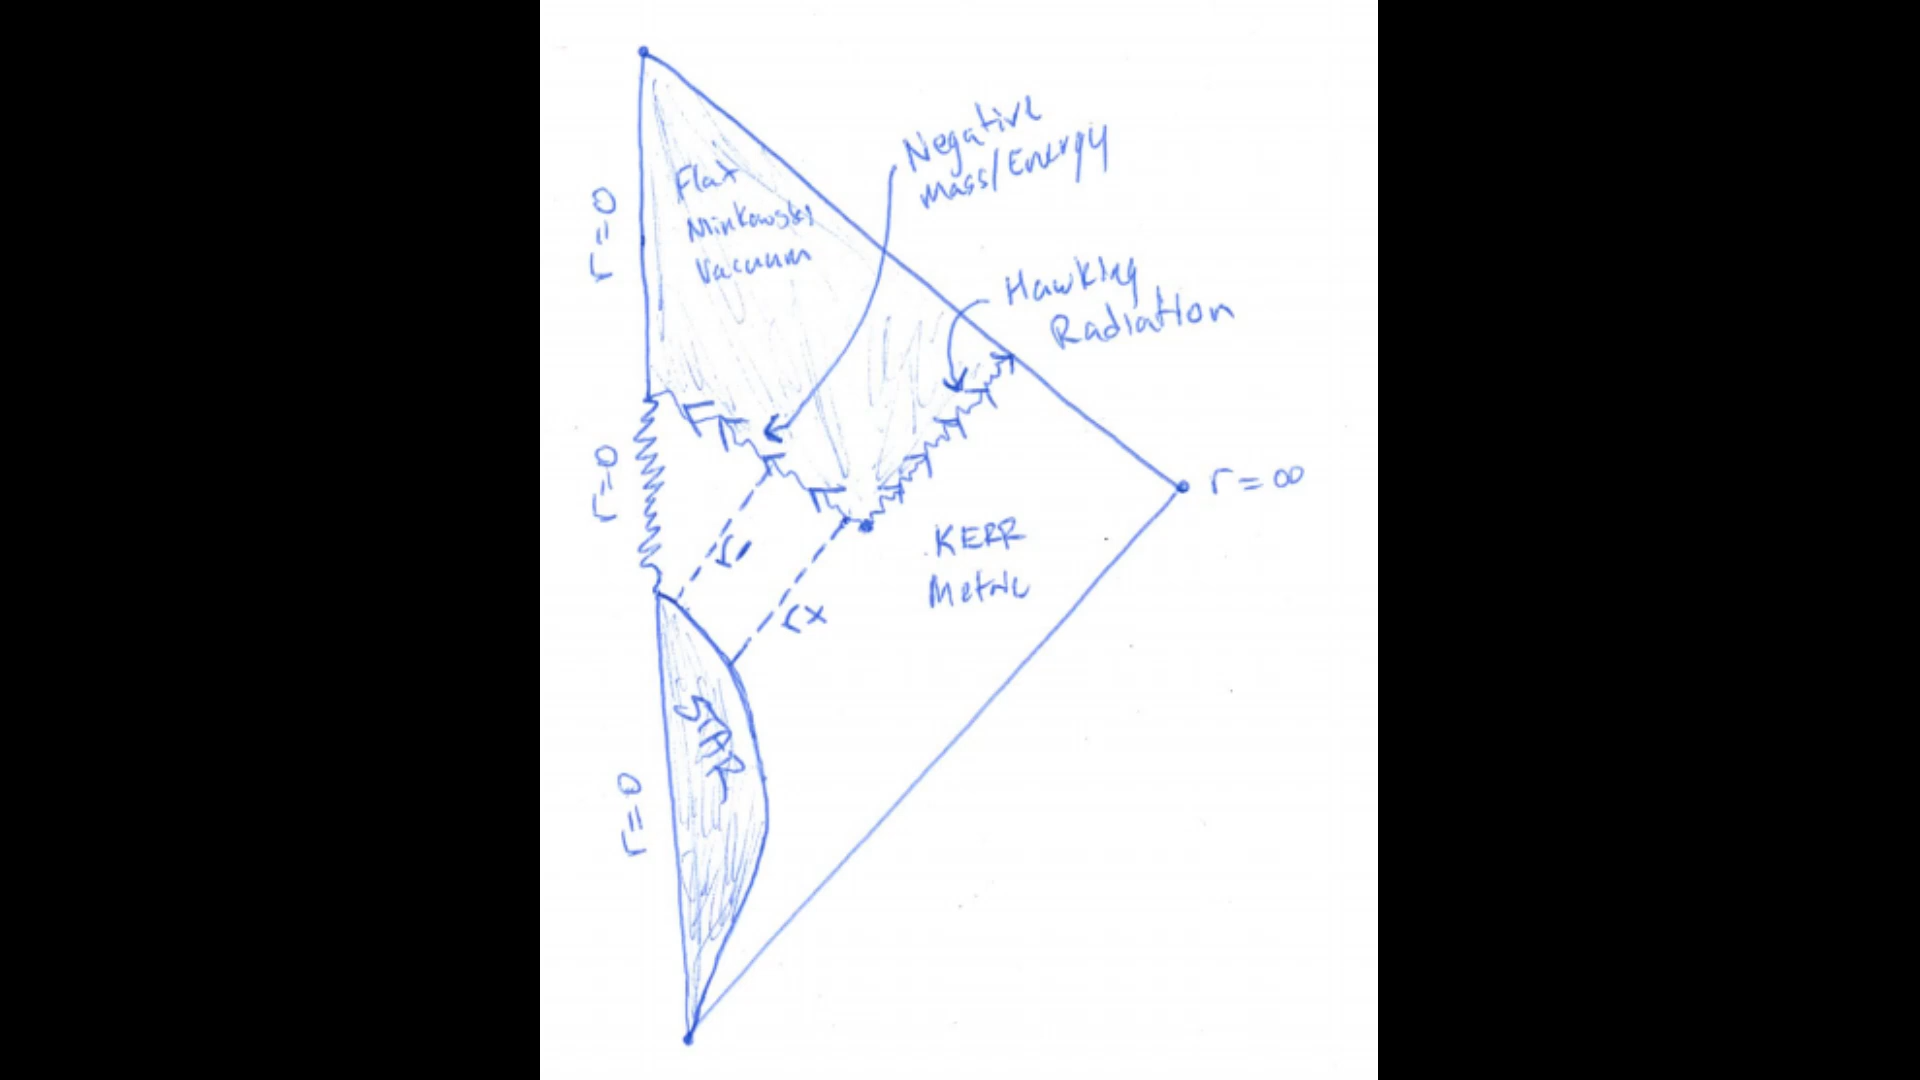 Negative
Mass/Energy
Flat
Minkowski
Vacuum
r=0
Hawking
Radiation
r=0
r=∞
KERR
Metric
STAR
r=0